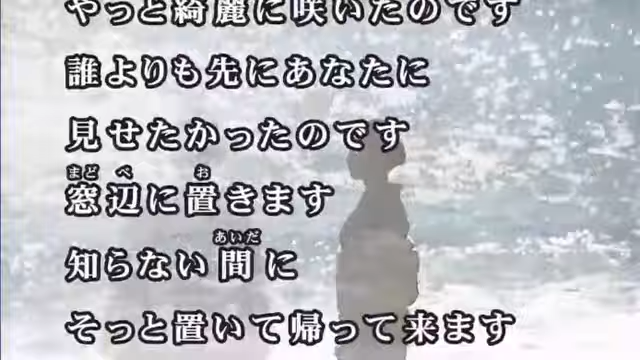 やっと綺麗に咲いたのです
誰よりも先にあなたに
見せたかったのです
まどべ お
窓辺に置きます
あいだ
知らない間に
そっと置いて帰って来ます